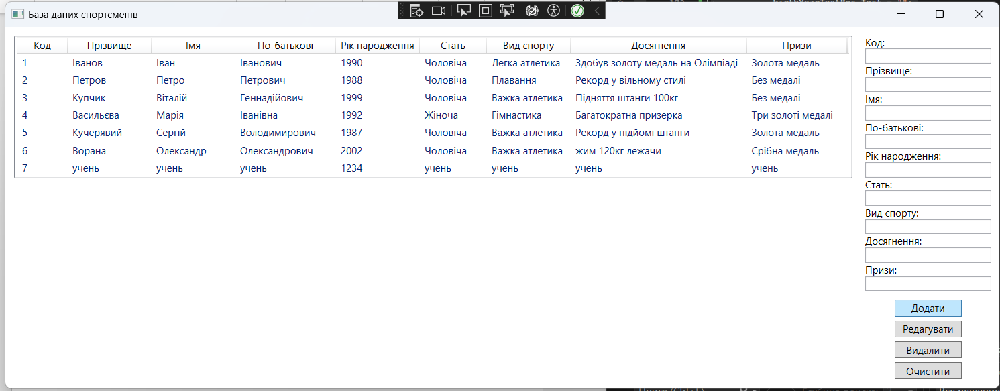 База даних спортсменів
Код Прізвище Імя По-батькові Рік народження Стать Вид спорту Досягнення Призи
1 Іванов Іван Іванович 1990 Чоловіча Легка атлетика Здобув золоту медаль на Олімпіаді Золота медаль
2 Петров Петро Петрович 1988 Чоловіча Плавання Рекорд у вільному стилі Без медалі
3 Купчик Віталій Геннадійович 1999 Чоловіча Важка атлетика Підняття штанги 100кг Без медалі
4 Васильєва Марія Іванівна 1992 Жіноча Гімнастика Багатократна призерка Три золоті медалі
5 Кучерявий Сергій Володимирович 1987 Чоловіча Важка атлетика Рекорд у підйомі штанги Золота медаль
6 Ворана Олександр Олександрович 2002 Чоловіча Важка атлетика жим 120кг лежачи Срібна медаль
7 учень учень учень 1234 учень учень учень учень
Код:
Прізвище:
Імя:
По-батькові:
Рік народження:
Стать:
Вид спорту:
Досягнення:
Призи:
Додати
Редагувати
Видалити
Очистити